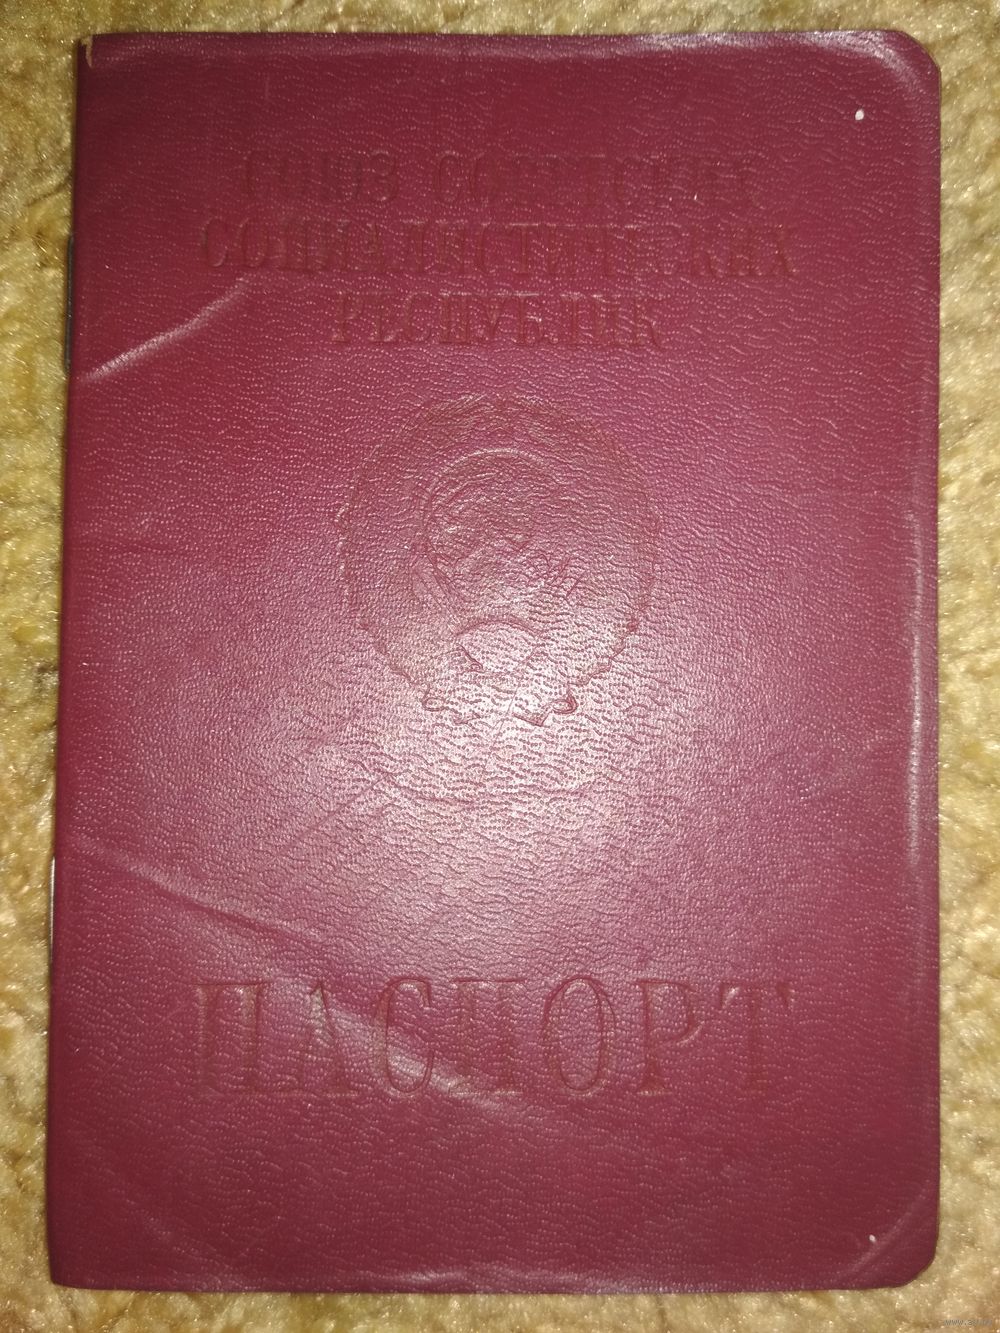 СОЮЗ СОВЕТСКИХ
СОЦИАЛИСТИЧЕСКИХ
РЕСПУБЛИК
ПАСПОРТ